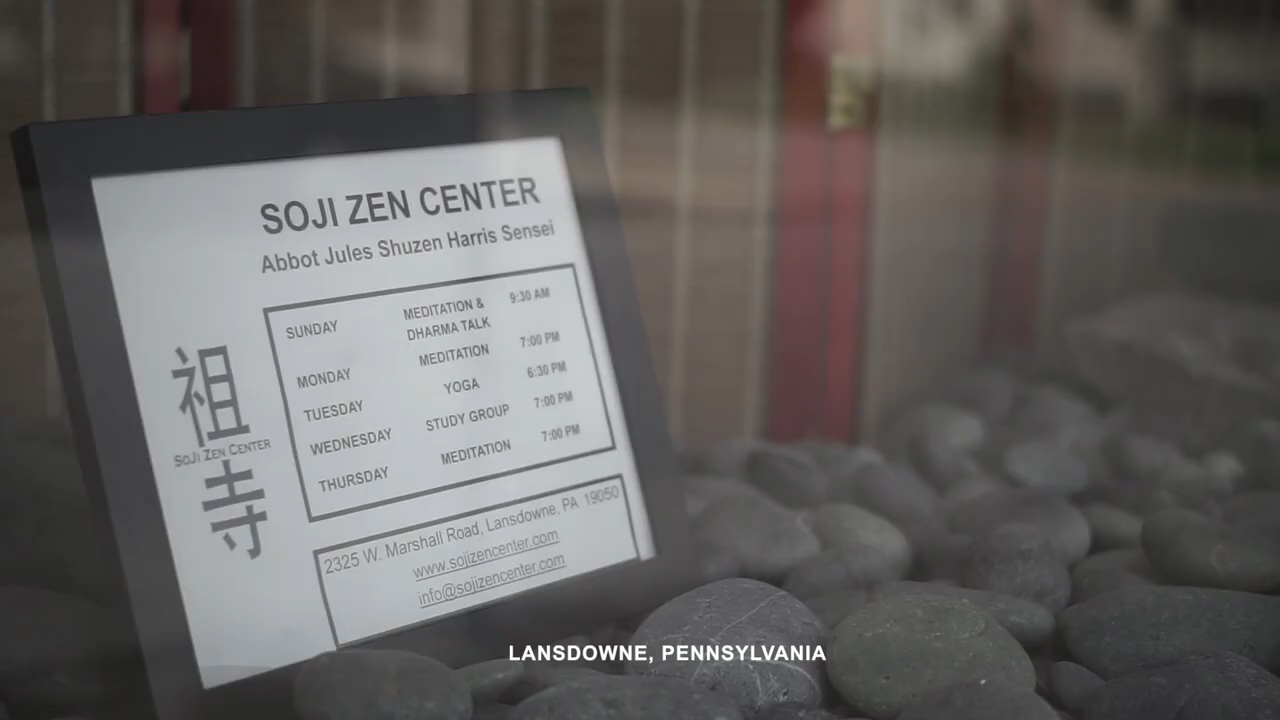 SOJI ZEN CENTER
Abbot Jules Shuzen Harris Sensei
SUNDAY MEDITATION & DHARMA TALK 9:30 AM
MONDAY MEDITATION 7:00 PM
TUESDAY YOGA 6:30 PM
WEDNESDAY STUDY GROUP 7:00 PM
THURSDAY MEDITATION 7:00 PM
祖
SOJI ZEN CENTER
寺
2325 W. Marshall Road, Lansdowne, PA 19050
www.sojizencenter.com
info@sojizencenter.com
LANSDOWNE, PENNSYLVANIA